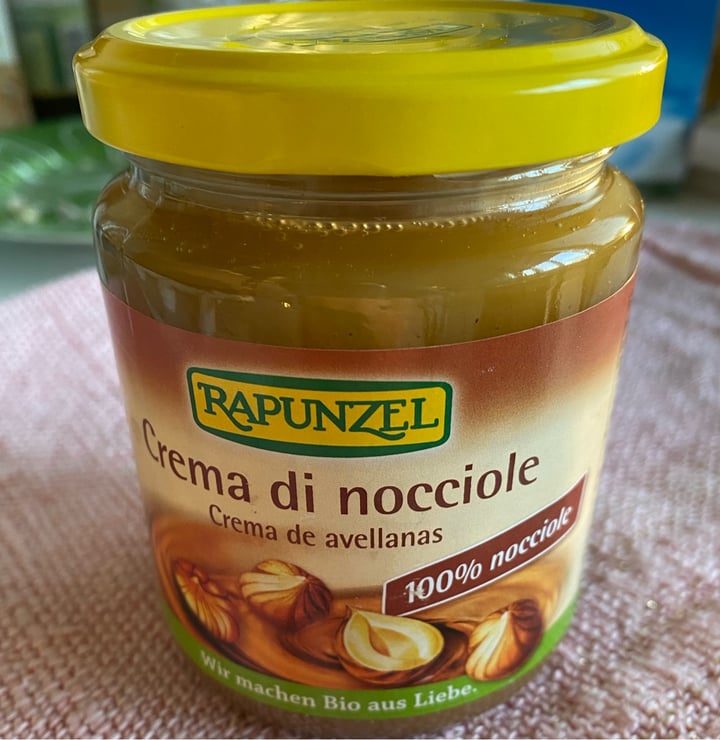 RAPUNZEL
Crema di nocciole
Crema de avellanas
100% nocciole
Wir machen Bio aus Liebe.